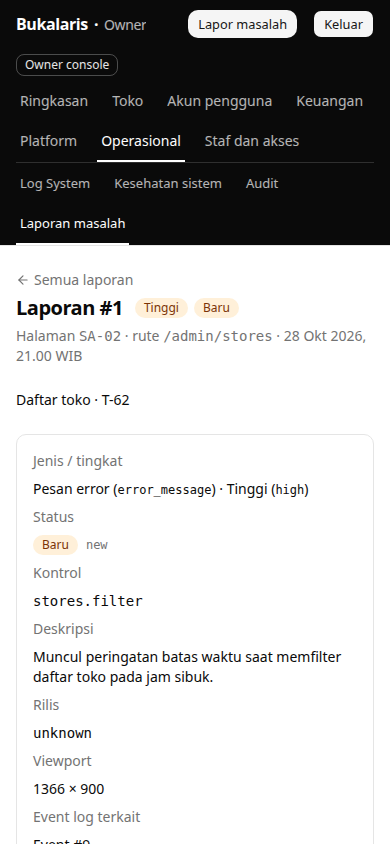 Bukalaris · Owner
Lapor masalah
Keluar
Owner console
Ringkasan Toko Akun pengguna Keuangan
Platform Operasional Staf dan akses
Log System Kesehatan sistem Audit
Laporan masalah
← Semua laporan
Laporan #1 Tinggi Baru
Halaman SA-02 · rute /admin/stores · 28 Okt 2026,
21.00 WIB
Daftar toko · T-62
Jenis / tingkat
Pesan error (error_message) · Tinggi (high)
Status
Baru new
Kontrol
stores.filter
Deskripsi
Muncul peringatan batas waktu saat memfilter
daftar toko pada jam sibuk.
Rilis
unknown
Viewport
1366 × 900
Event log terkait